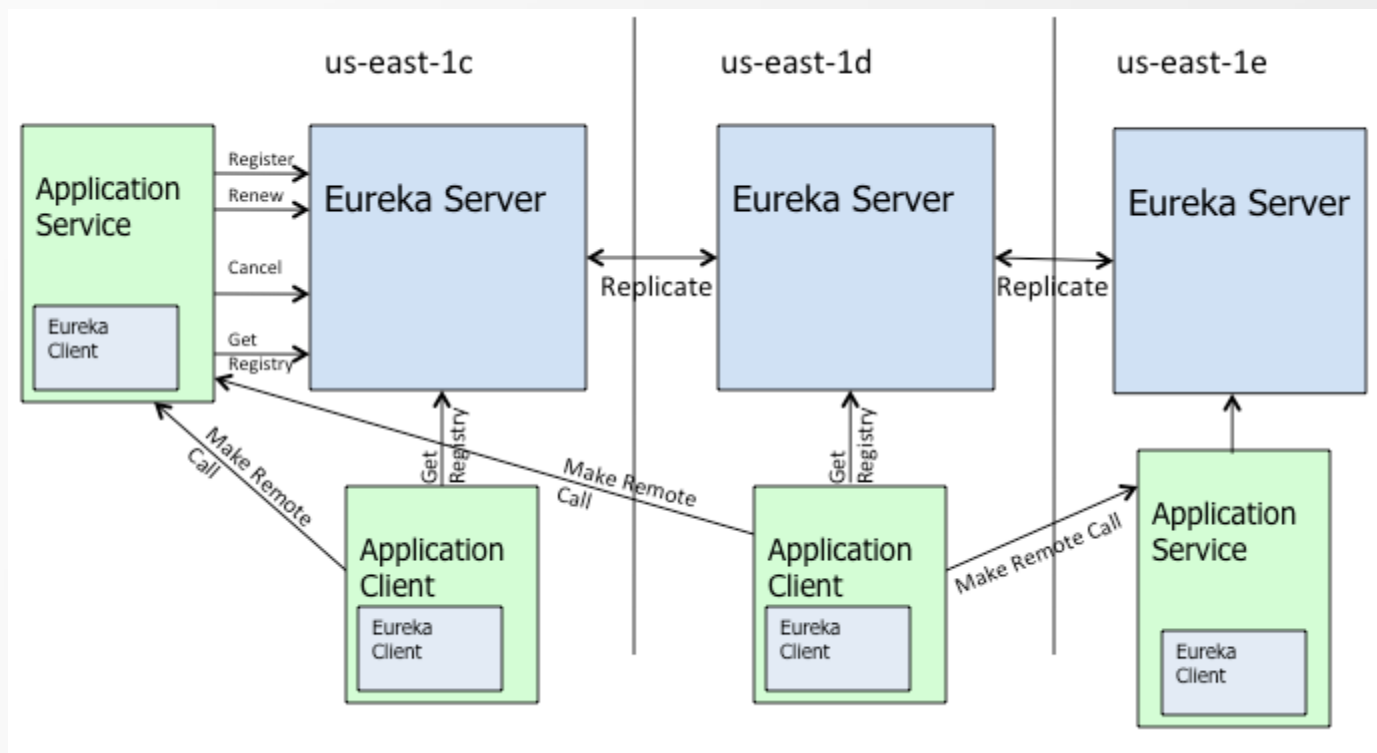 us-east-1c
us-east-1d
us-east-1e
Application
Service
Eureka
Client
Register
Renew
Cancel
Get
Registry
Eureka Server
Replicate
Eureka Server
Replicate
Eureka Server
Make Remote
Call
Get
Registry
Make Remote
Call
Get
Registry
Make Remote Call
Application
Client
Eureka
Client
Application
Client
Eureka
Client
Application
Service
Eureka
Client